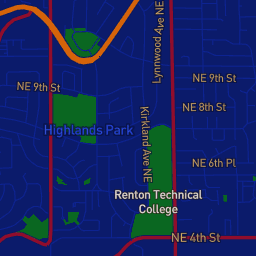 Lynnwood Ave NE
NE 9th St
NE 9th St
NE 8th St
Highlands Park
Kirkland Ave NE
NE 6th Pl
Renton Technical
College
NE 4th St